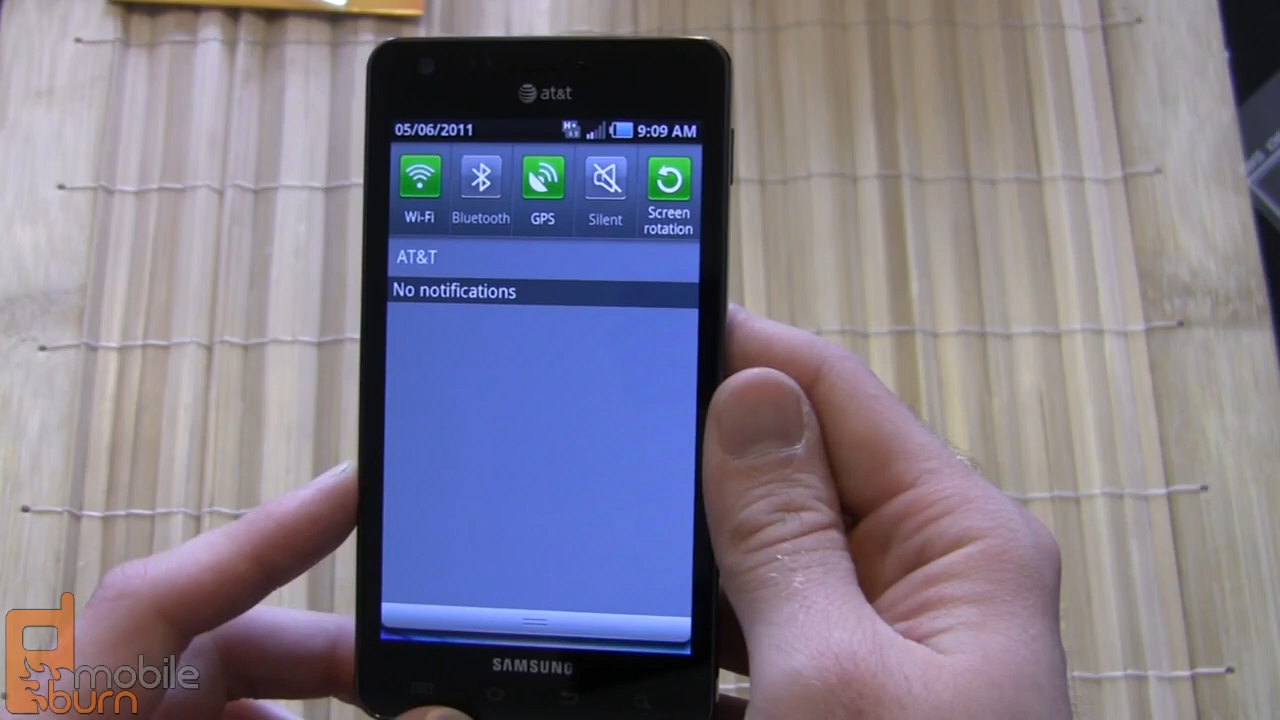 at&t
05/06/2011 9:09 AM
Wi-Fi Bluetooth GPS Silent Screen rotation
AT&T
No notifications
SAMSUNG
mobile
burn